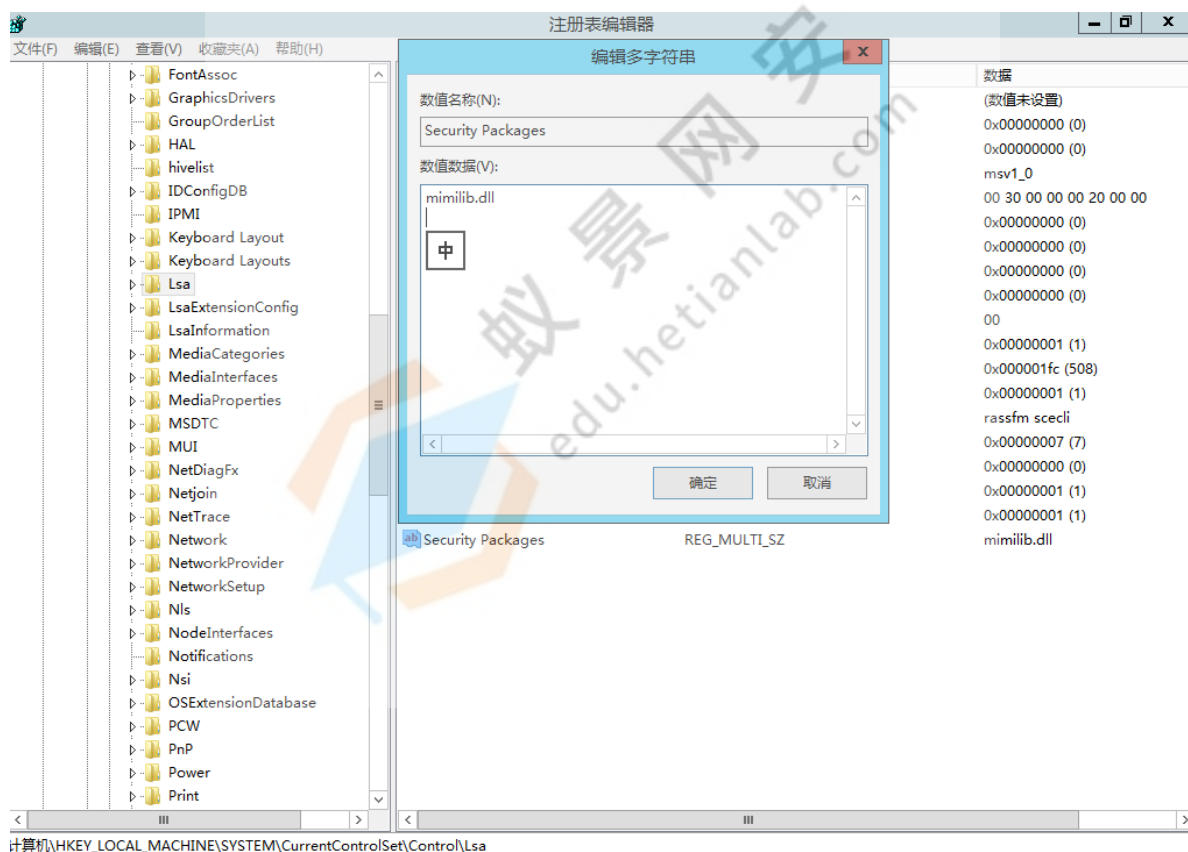 注册表编辑器
文件(F) 编辑(E) 查看(V) 收藏夹(A) 帮助(H)
FontAssoc
GraphicsDrivers
GroupOrderList
HAL
hivelist
IDConfigDB
IPMI
Keyboard Layout
Keyboard Layouts
Lsa
LsaExtensionConfig
LsaInformation
MediaCategories
MediaInterfaces
MediaProperties
MSDTC
MUI
NetDiagFx
Netjoin
NetTrace
Network
NetworkProvider
NetworkSetup
Nls
NodeInterfaces
Notifications
Nsi
OSExtensionDatabase
PCW
PnP
Power
Print
编辑多字符串
数值名称(N):
Security Packages
数值数据(V):
mimilib.dll
中
确定 取消
数据
(数值未设置)
0x00000000 (0)
0x00000000 (0)
msv1_0
00 30 00 00 00 20 00 00
0x00000000 (0)
0x00000000 (0)
0x00000000 (0)
0x00000000 (0)
00
0x00000001 (1)
0x000001fc (508)
0x00000001 (1)
rassfm scecli
0x00000007 (7)
0x00000000 (0)
0x00000001 (1)
0x00000001 (1)
Security Packages REG_MULTI_SZ mimilib.dll
计算机\HKEY_LOCAL_MACHINE\SYSTEM\CurrentControlSet\Control\Lsa
蚁景网安
edu.hetianlab.com